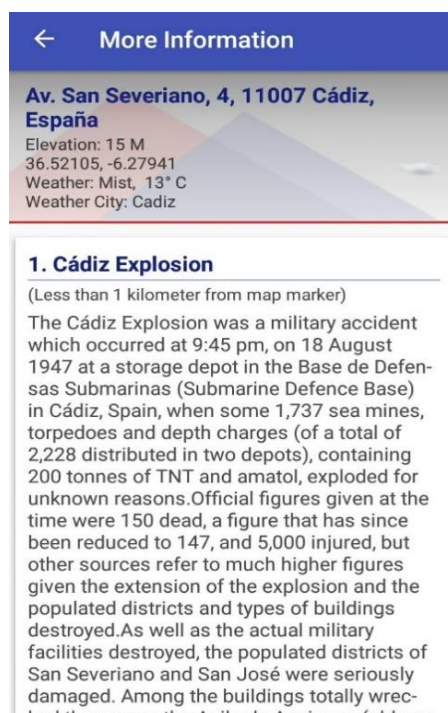 More Information
Av. San Severiano, 4, 11007 Cádiz,
España
Elevation: 15 M
36.52105, -6.27941
Weather: Mist,  13° C
Weather City: Cadiz
1. Cádiz Explosion
(Less than 1 kilometer from map marker)
The Cádiz Explosion was a military accident
which occurred at 9:45 pm, on 18 August
1947 at a storage depot in the Base de Defen-
sas Submarinas (Submarine Defence Base)
in Cádiz, Spain, when some 1,737 sea mines,
torpedoes and depth charges (of a total of
2,228 distributed in two depots), containing
200 tonnes of TNT and amatol, exploded for
unknown reasons.Official figures given at the
time were 150 dead, a figure that has since
been reduced to 147, and 5,000 injured, but
other sources refer to much higher figures
given the extension of the explosion and the
populated districts and types of buildings
destroyed.As well as the actual military
facilities destroyed, the populated districts of
San Severiano and San José were seriously
damaged. Among the buildings totally wrec-